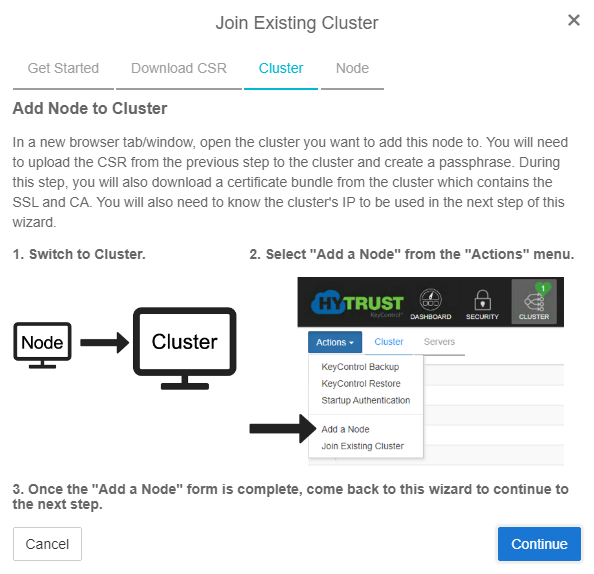 Join Existing Cluster
×
Get Started
Download CSR
Cluster
Node
Add Node to Cluster
In a new browser tab/window, open the cluster you want to add this node to. You will need
to upload the CSR from the previous step to the cluster and create a passphrase. During
this step, you will also download a certificate bundle from the cluster which contains the
SSL and CA. You will also need to know the cluster's IP to be used in the next step of this
wizard.
1. Switch to Cluster.
2. Select "Add a Node" from the "Actions" menu.
Node
Cluster
HYTRUST
KeyControl
DASHBOARD
SECURITY
1
CLUSTER
Actions
Cluster
Servers
KeyControl Backup
KeyControl Restore
Startup Authentication
Add a Node
Join Existing Cluster
3. Once the "Add a Node" form is complete, come back to this wizard to continue to
the next step.
Cancel
Continue